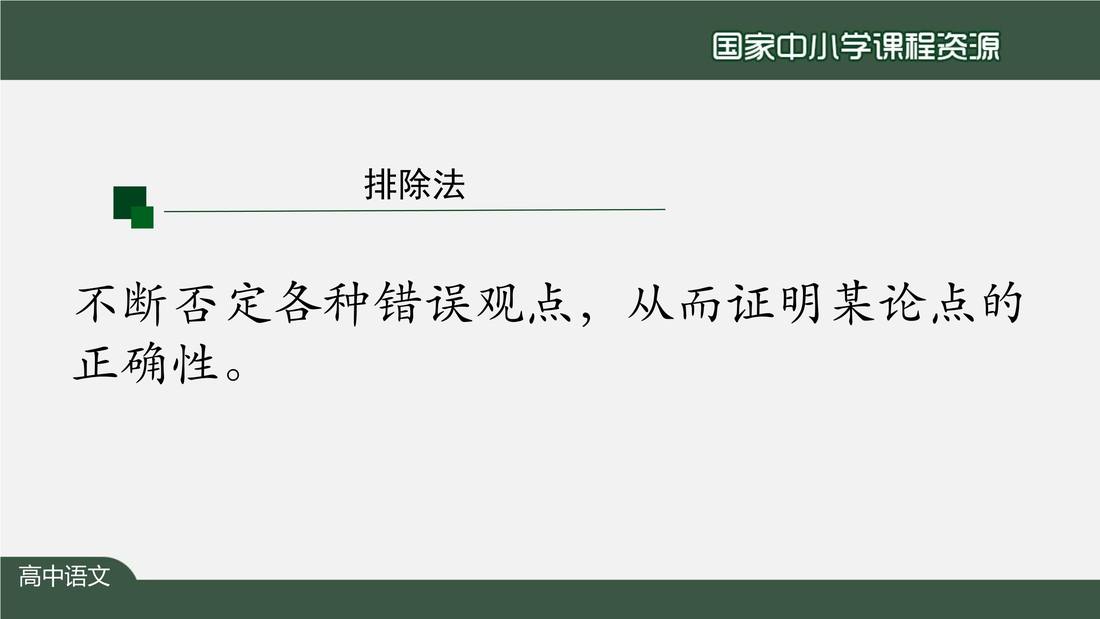 国家中小学课程资源
排除法
不断否定各种错误观点，从而证明某论点的
正确性。
高中语文